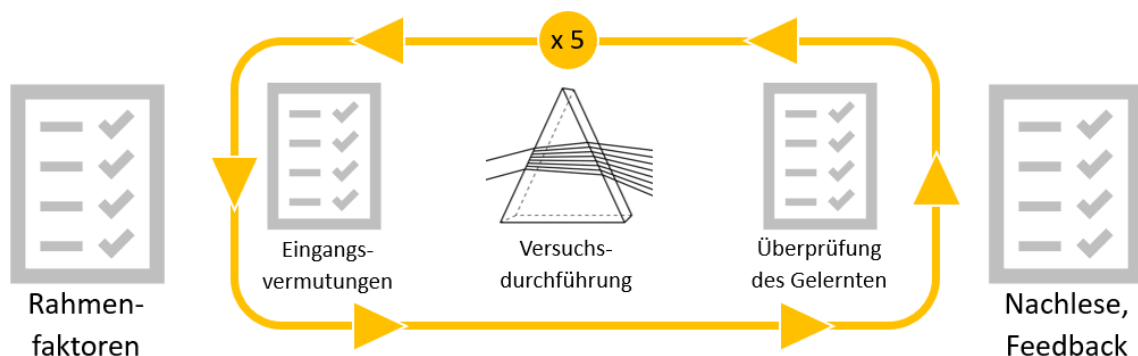 x 5
Rahmen-
faktoren
Eingangs-
vermutungen
Versuchs-
durchführung
Überprüfung
des Gelernten
Nachlese,
Feedback